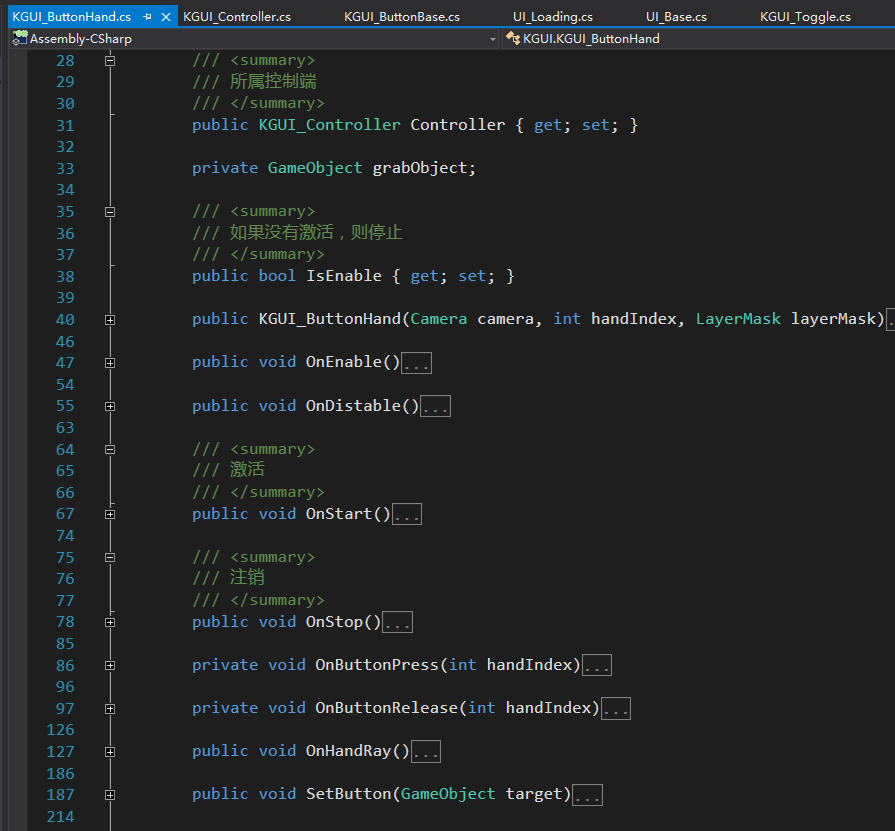 KGUI_ButtonHand.cs KGUI_Controller.cs KGUI_ButtonBase.cs UI_Loading.cs UI_Base.cs KGUI_Toggle.cs
Assembly-CSharp KGUI.KGUI_ButtonHand
28 /// <summary>
29 /// 所属控制端
30 /// </summary>
31 public KGUI_Controller Controller { get; set; }
32
33 private GameObject grabObject;
34
35 /// <summary>
36 /// 如果没有激活，则停止
37 /// </summary>
38 public bool IsEnable { get; set; }
39
40 public KGUI_ButtonHand(Camera camera, int handIndex, LayerMask layerMask).
46
47 public void OnEnable()...
54
55 public void OnDistable()...
63
64 /// <summary>
65 /// 激活
66 /// </summary>
67 public void OnStart()...
74
75 /// <summary>
76 /// 注销
77 /// </summary>
78 public void OnStop()...
85
86 private void OnButtonPress(int handIndex)...
96
97 private void OnButtonRelease(int handIndex)...
126
127 public void OnHandRay()...
186
187 public void SetButton(GameObject target)...
214